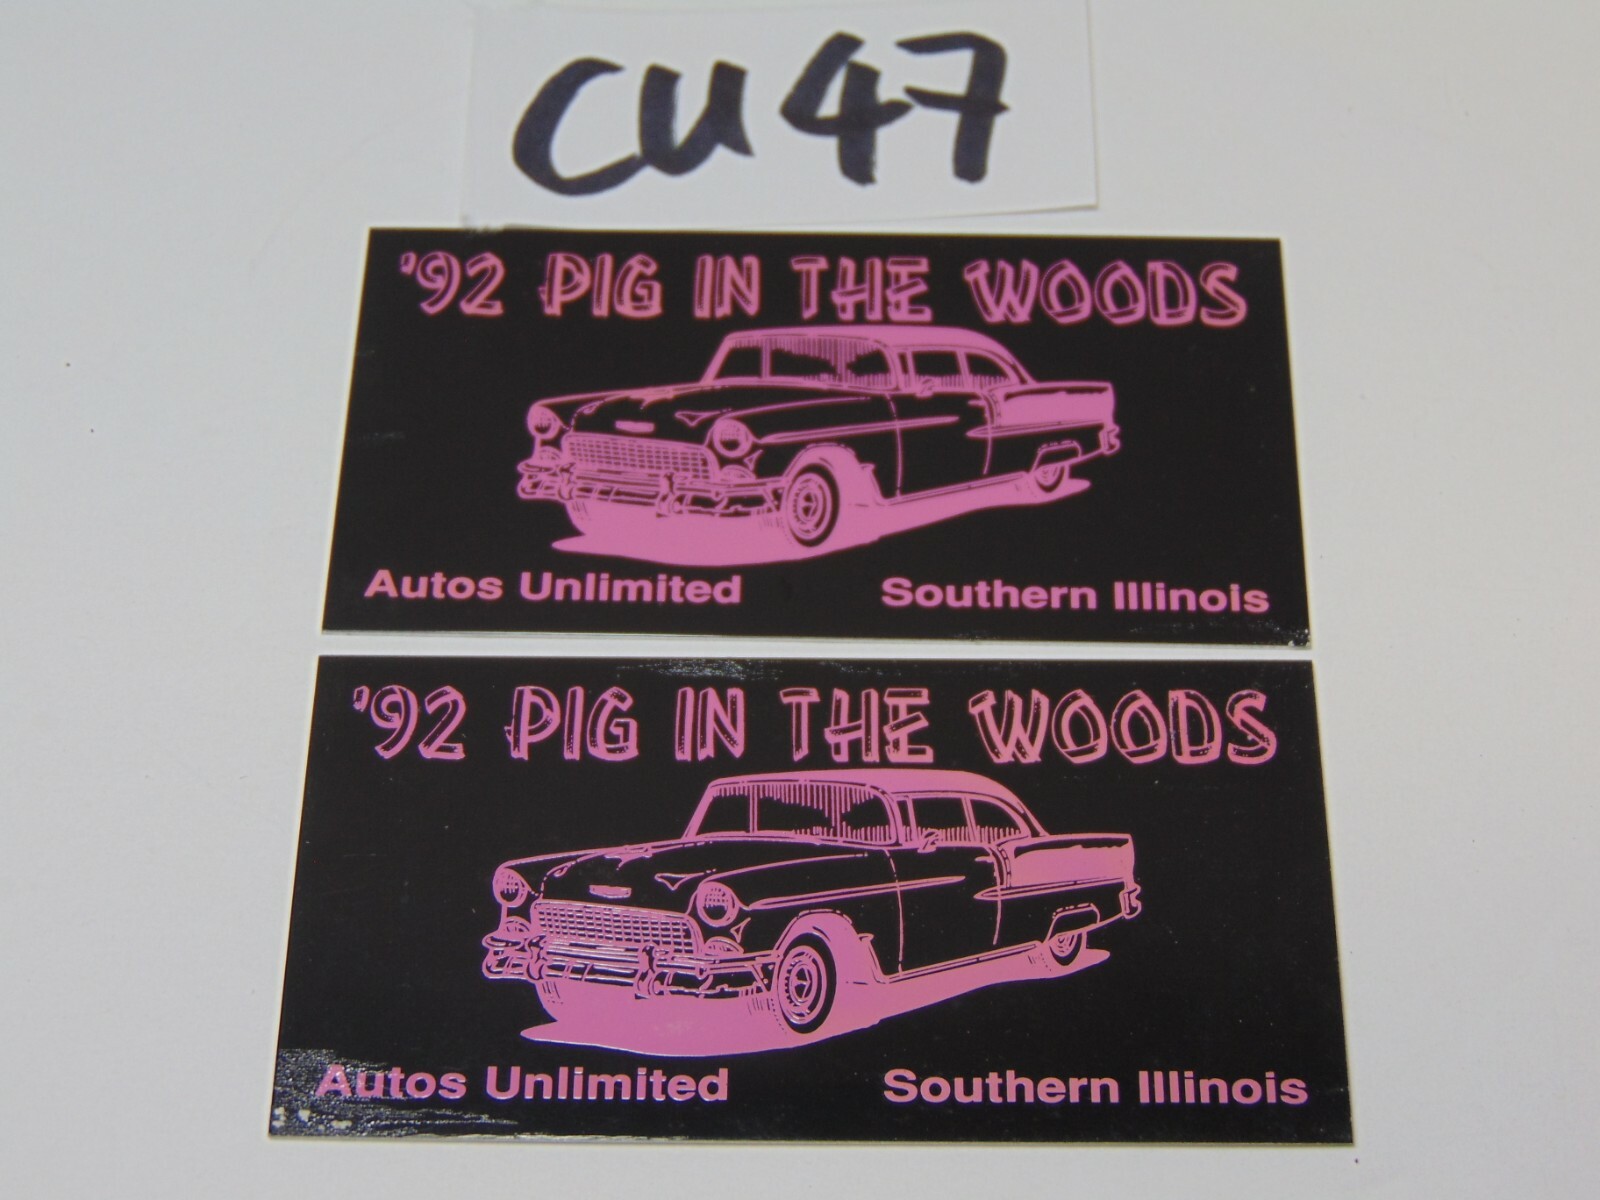 CU47
'92 PIG IN THE WOODS
Autos Unlimited Southern Illinois
'92 PIG IN THE WOODS
Autos Unlimited Southern Illinois